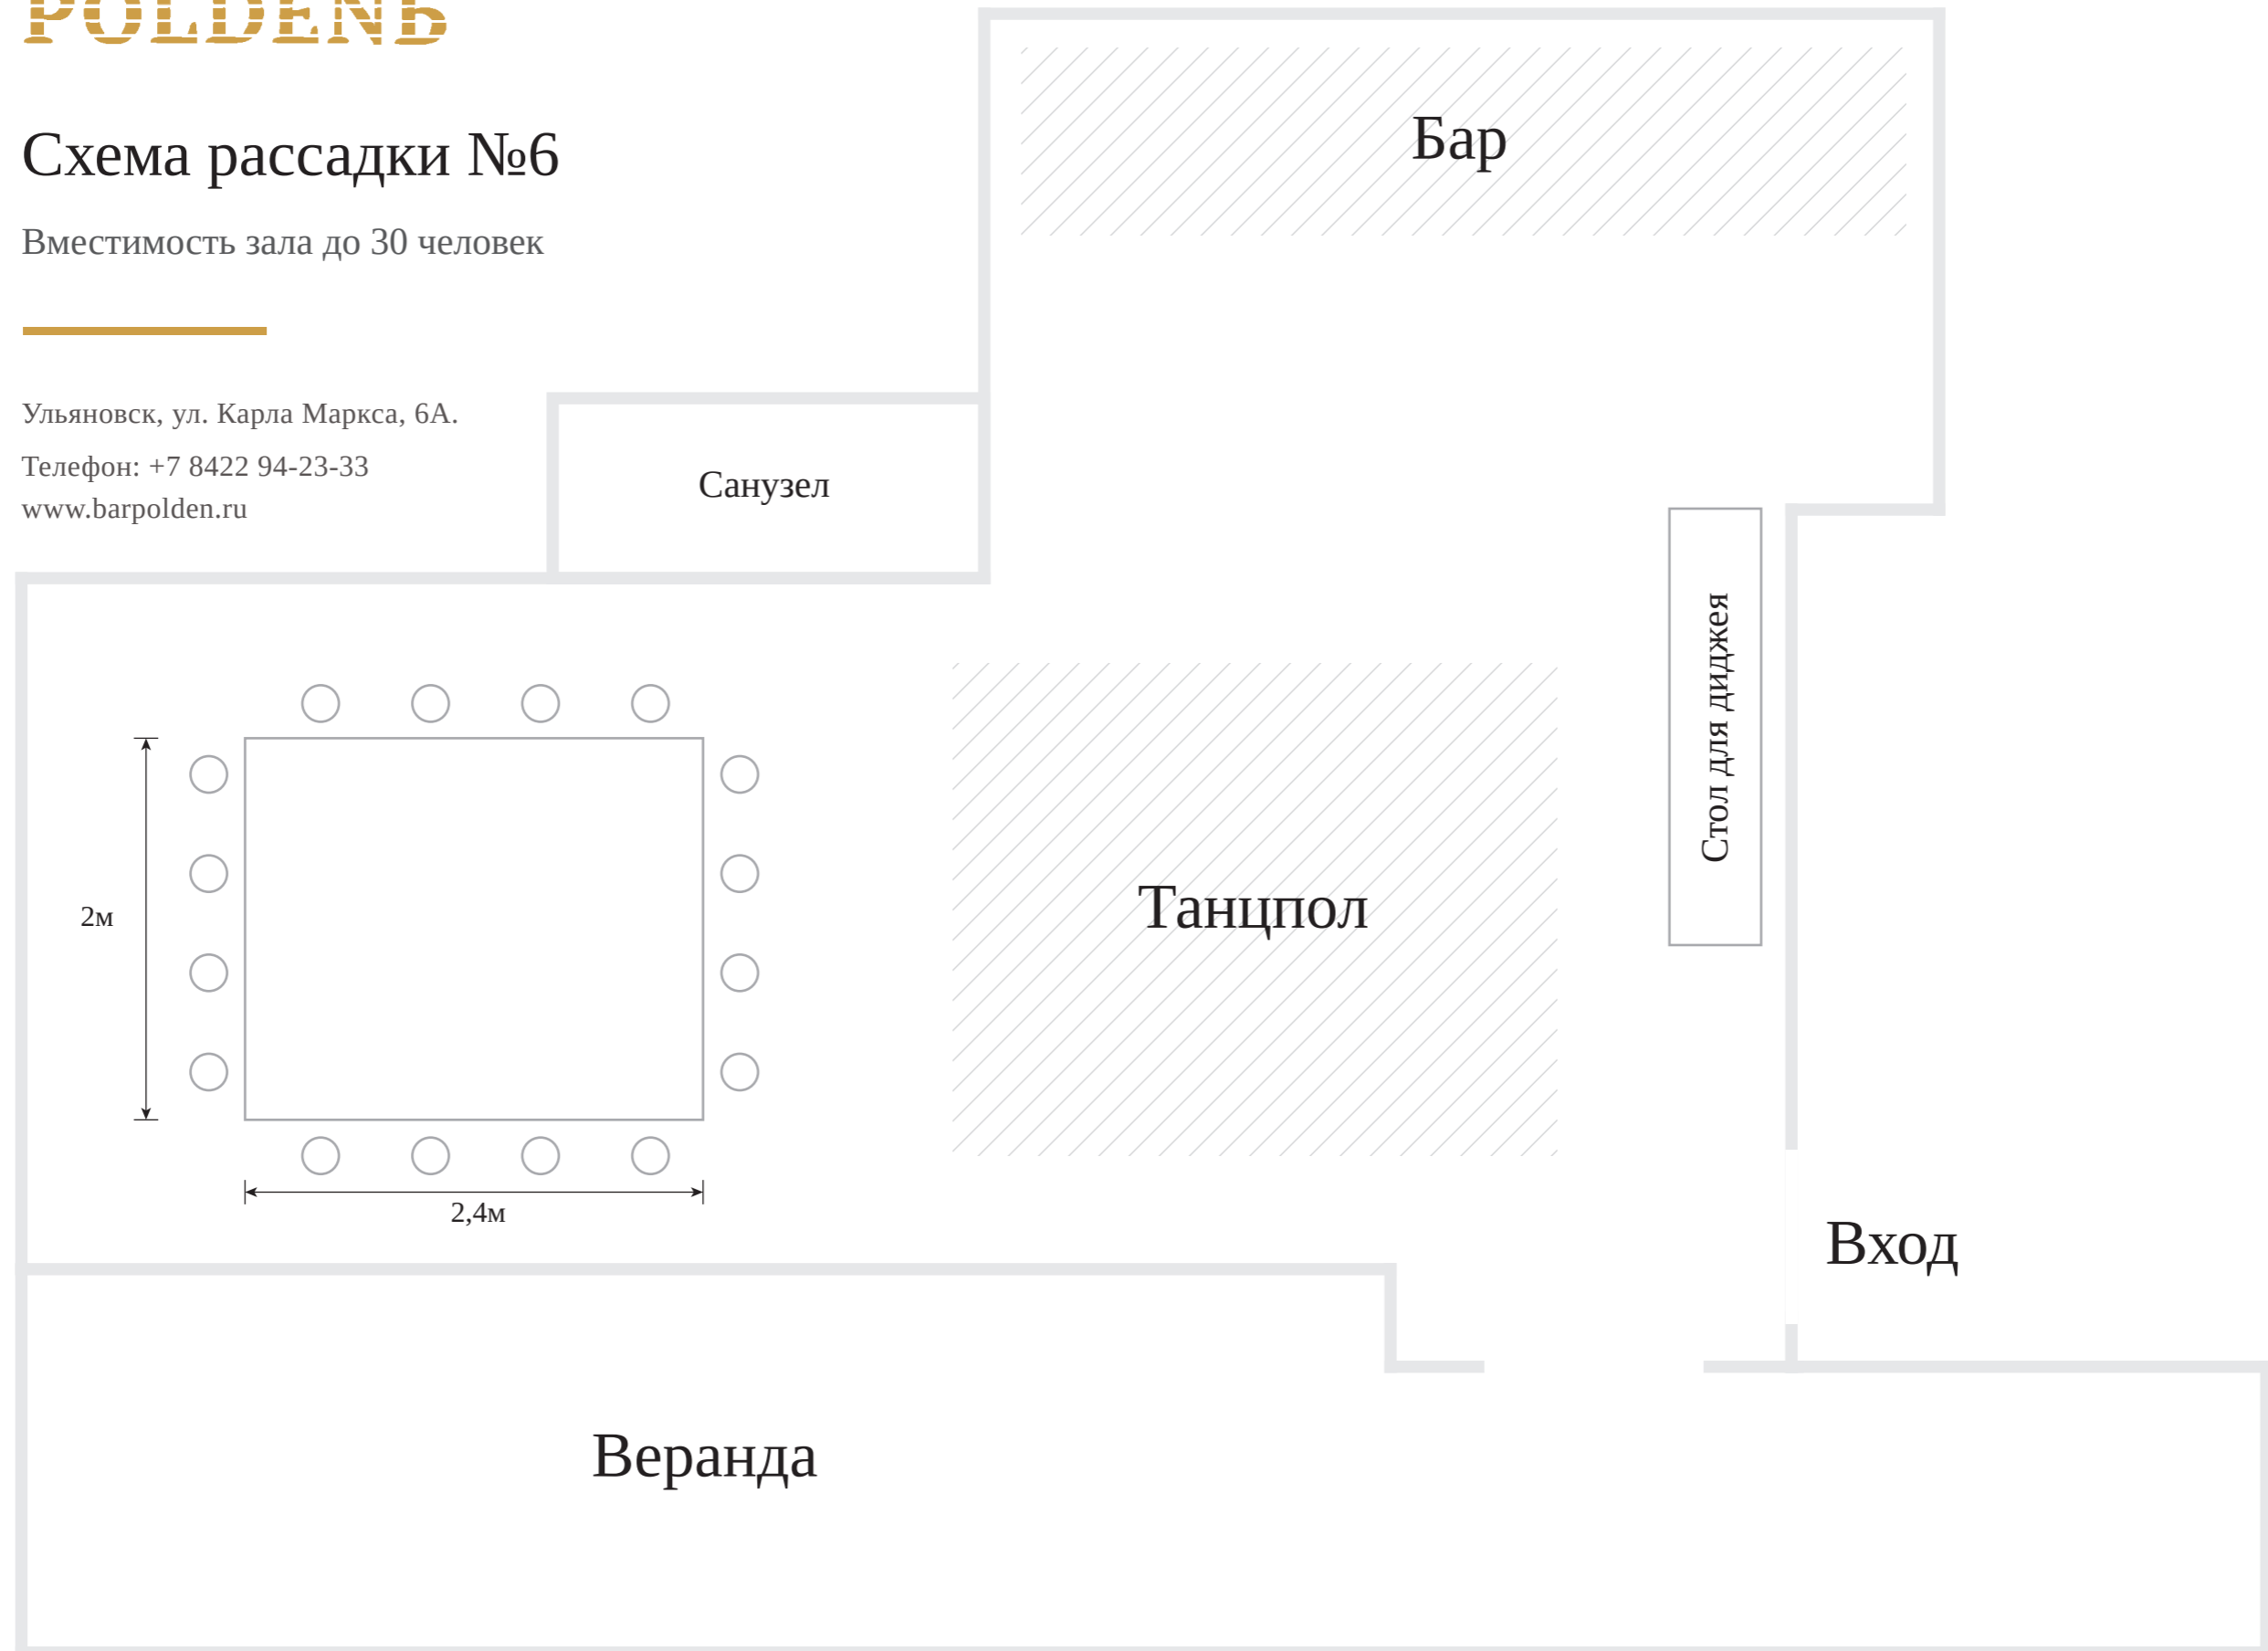 POLDENЬ
Схема рассадки №6
Вместимость зала до 30 человек
Ульяновск, ул. Карла Маркса, 6А.
Телефон: +7 8422 94-23-33
www.barpolden.ru
Бар
Санузел
Стол для диджея
Танцпол
2м
2,4м
Вход
Веранда